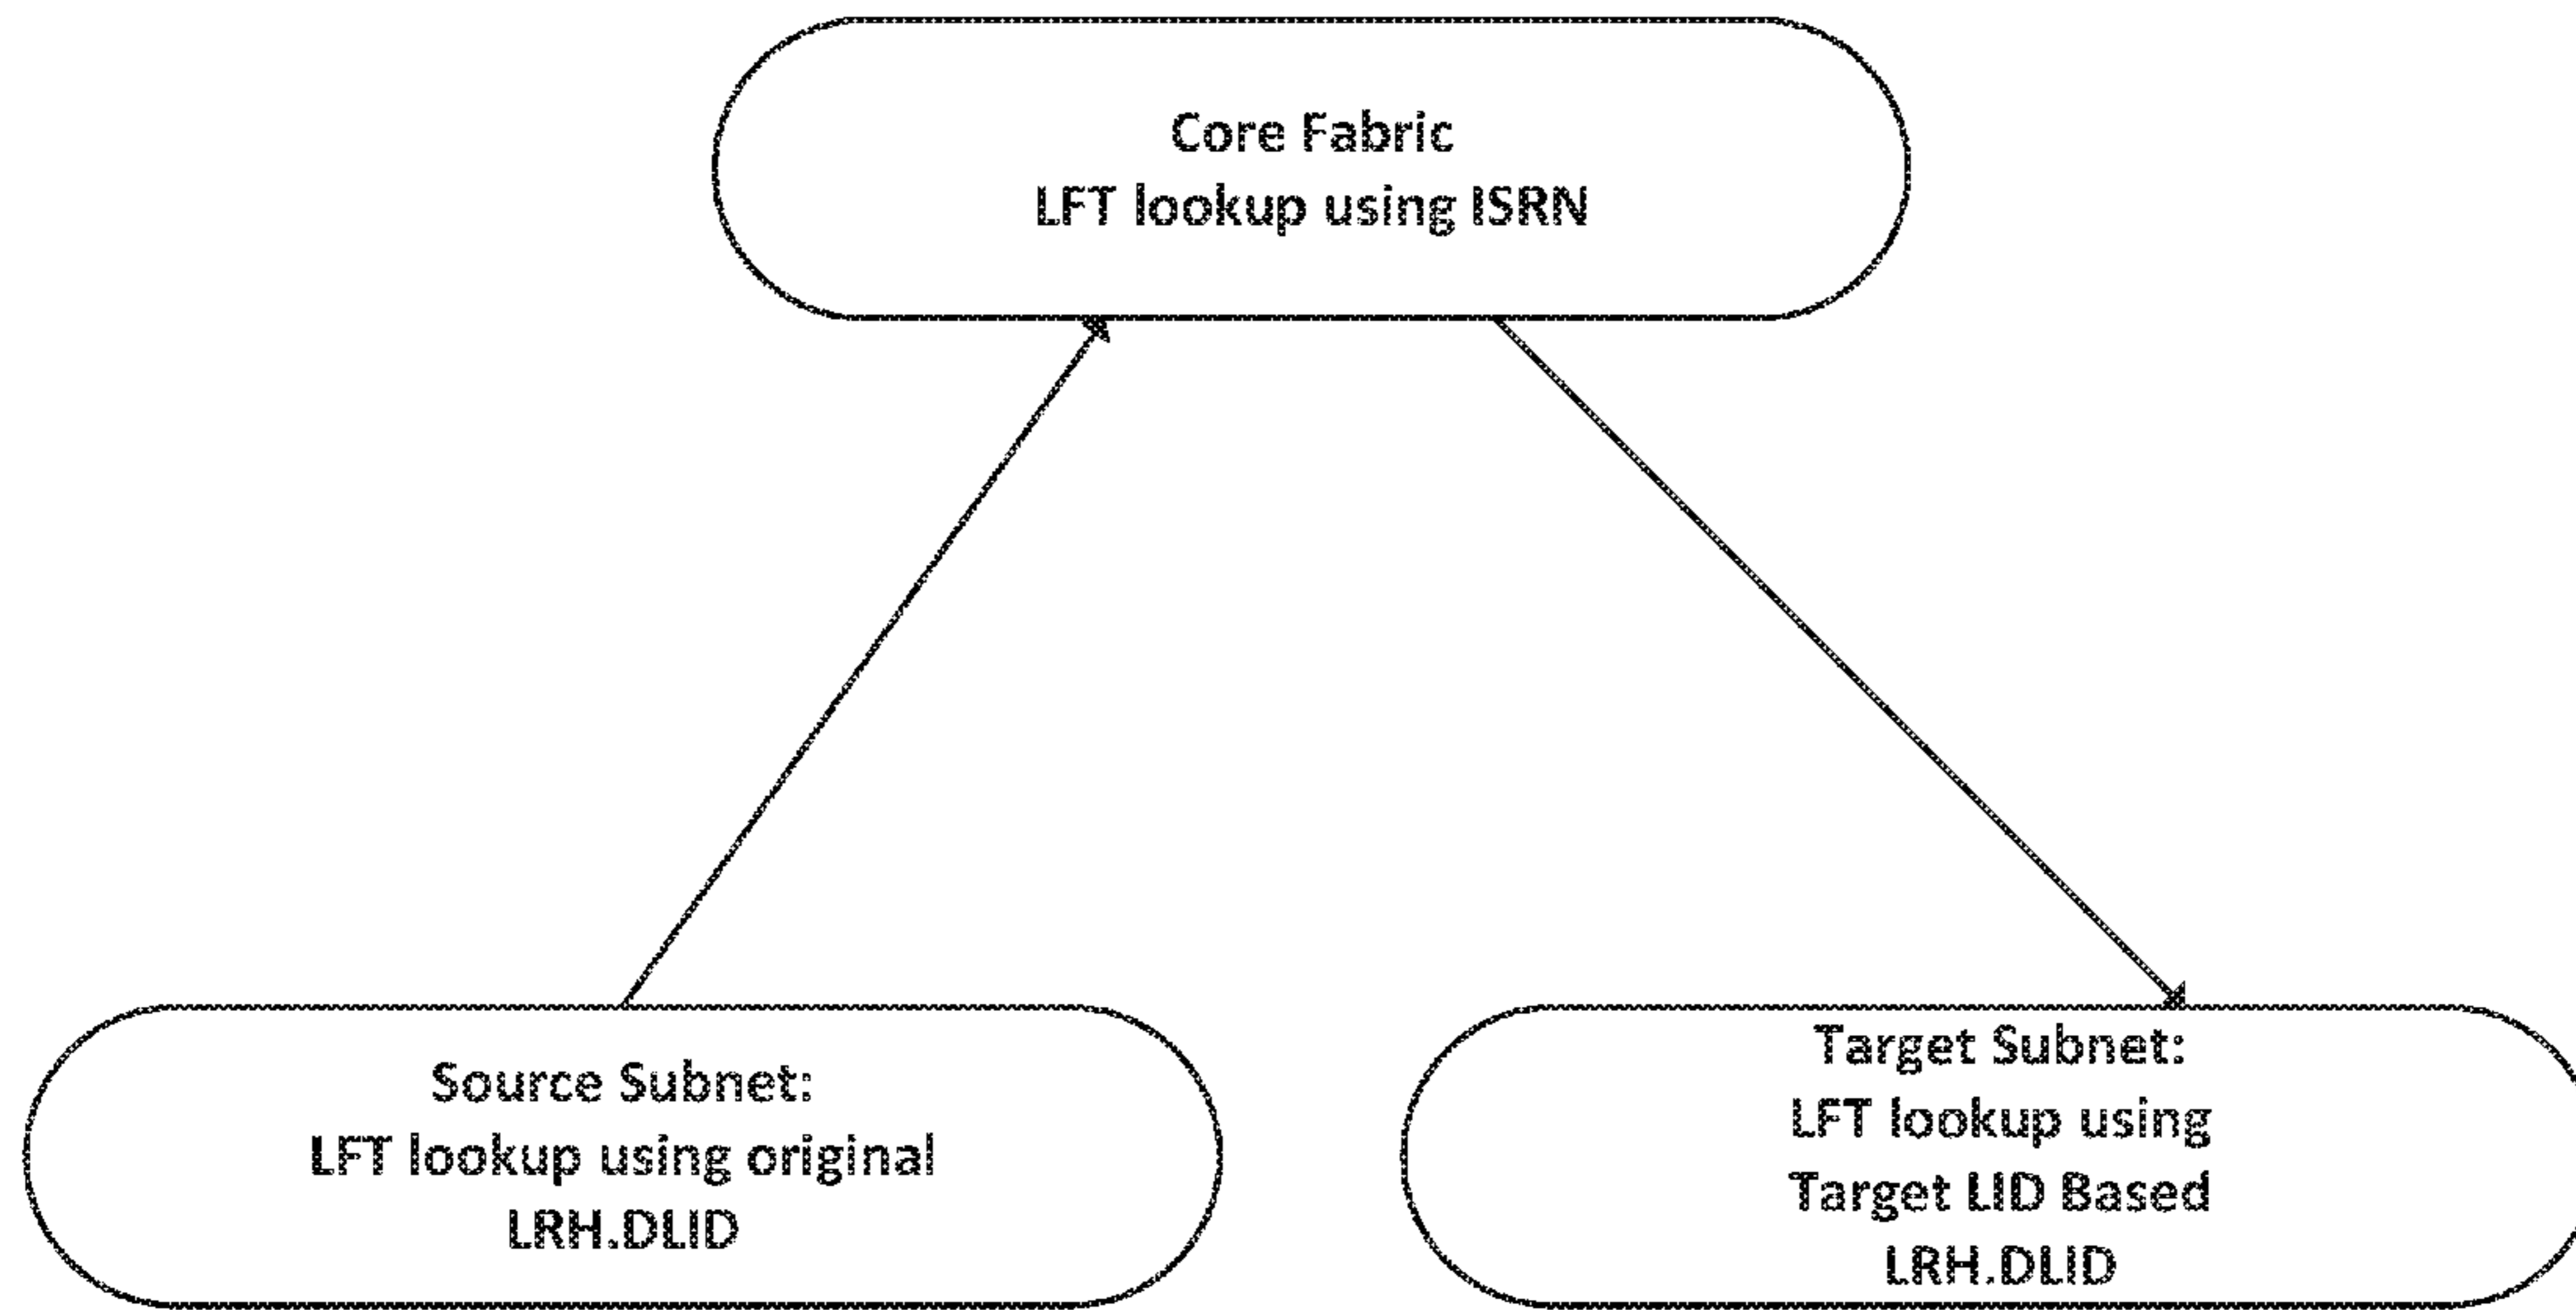 Core Fabric
LFT lookup using ISRN
Source Subnet:
LFT lookup using original
LRH.DLID
Target Subnet:
LFT lookup using
Target LID Based
LRH.DLID